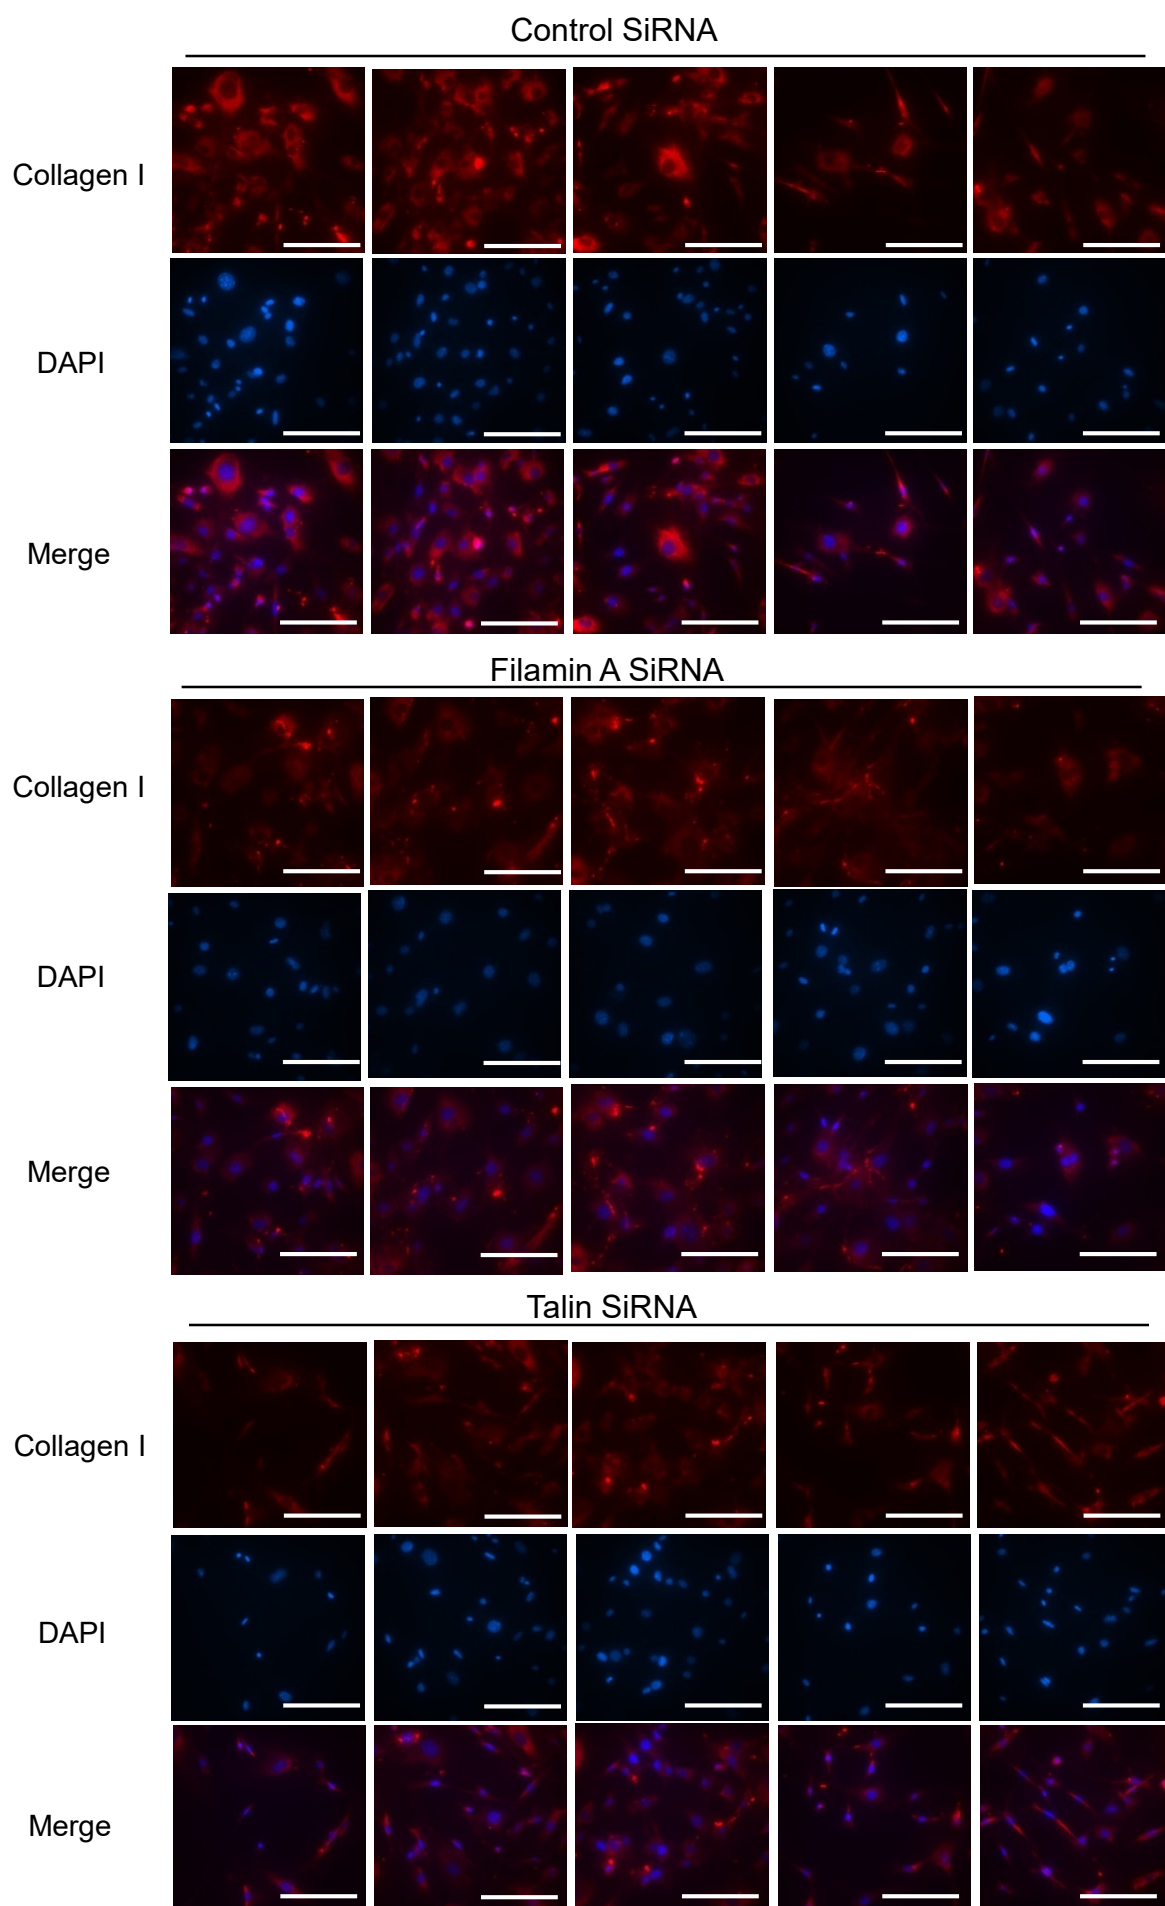 Control SiRNA
Collagen I
DAPI
Merge
Filamin A SiRNA
Collagen I
DAPI
Merge
Talin SiRNA
Collagen I
DAPI
Merge